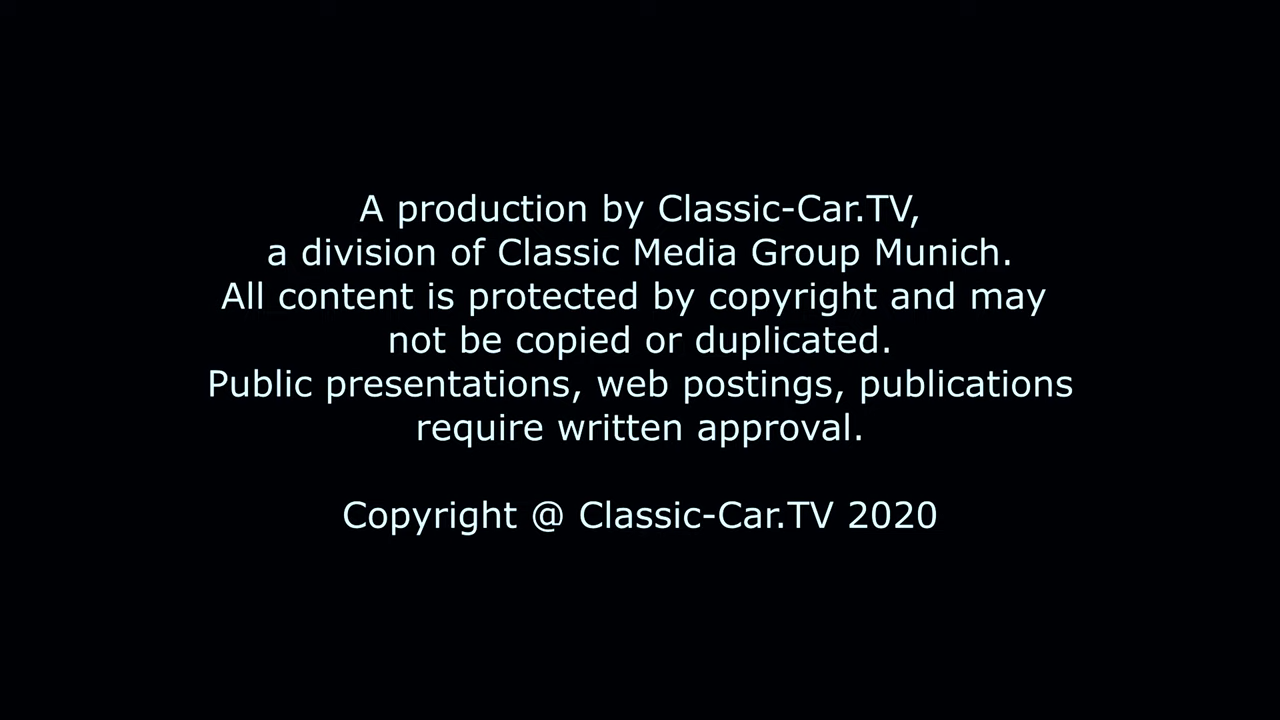 A production by Classic-Car.TV,
a division of Classic Media Group Munich.
All content is protected by copyright and may
not be copied or duplicated.
Public presentations, web postings, publications
require written approval.
Copyright @ Classic-Car.TV 2020